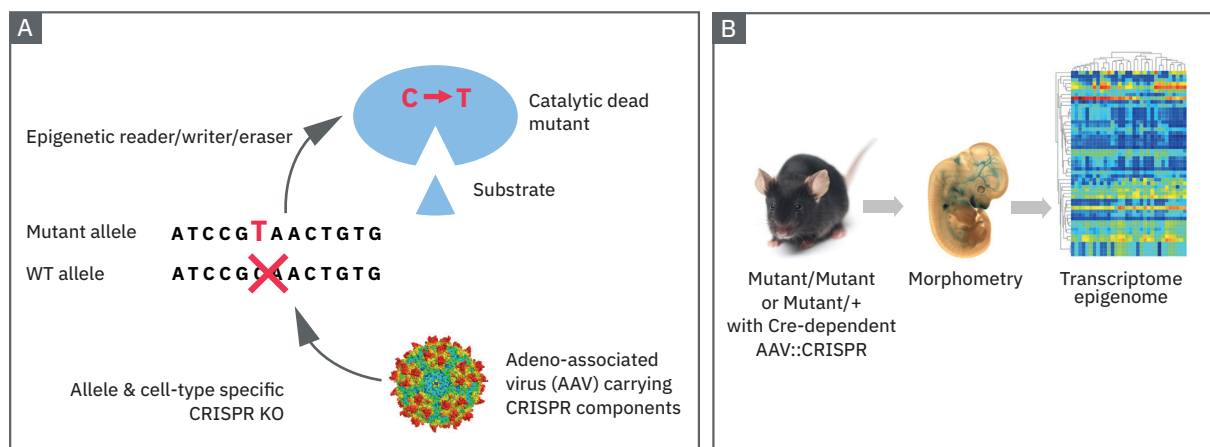 A
C T
Catalytic dead
mutant
Epigenetic reader/writer/eraser
Substrate
Mutant allele
ATCCGTAACTGTG
WT allele
ATCCGCAACTGTG
Adeno-associated
virus (AAV) carrying
CRISPR components
Allele & cell-type specific
CRISPR KO
B
Mutant/Mutant
or Mutant/+
with Cre-dependent
AAV::CRISPR
Morphometry
Transcriptome
epigenome